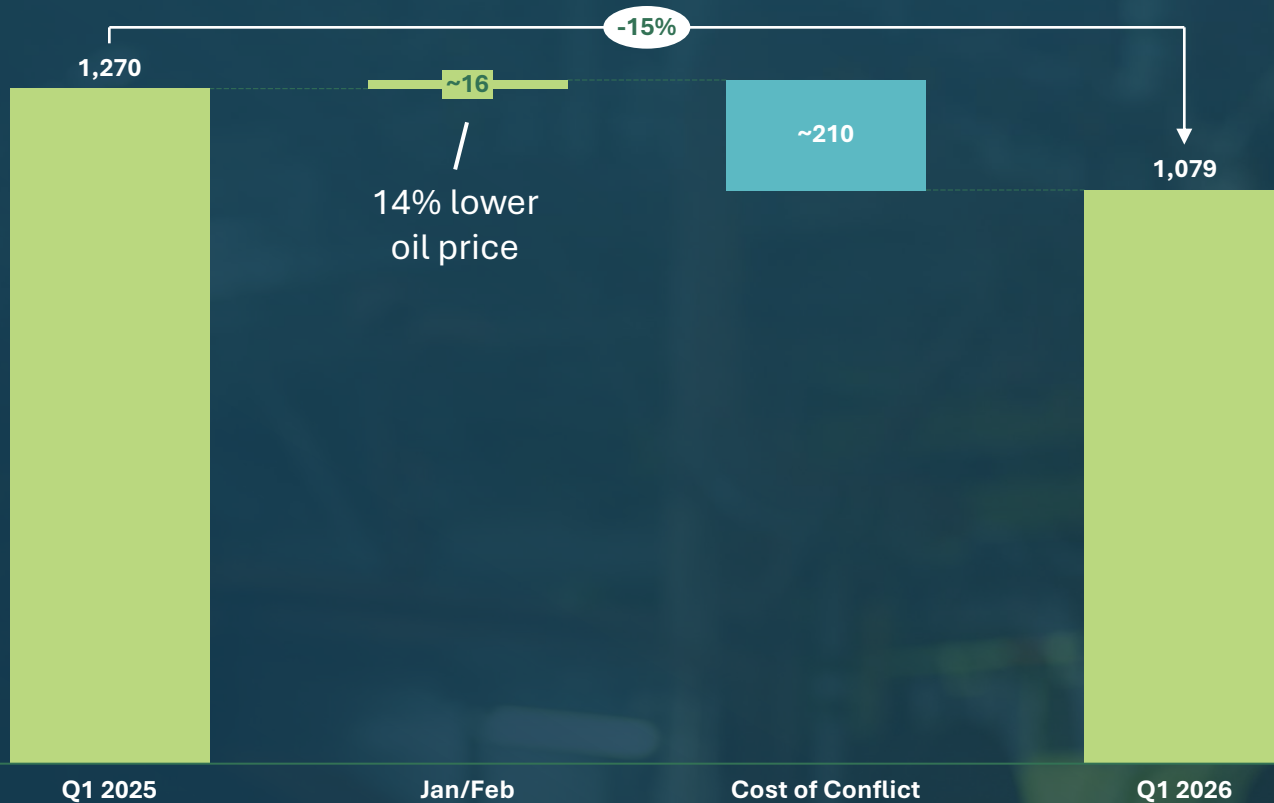 -15%
1,270
~16
~210
1,079
14% lower
oil price
Q1 2025
Jan/Feb
Cost of Conflict
Q1 2026